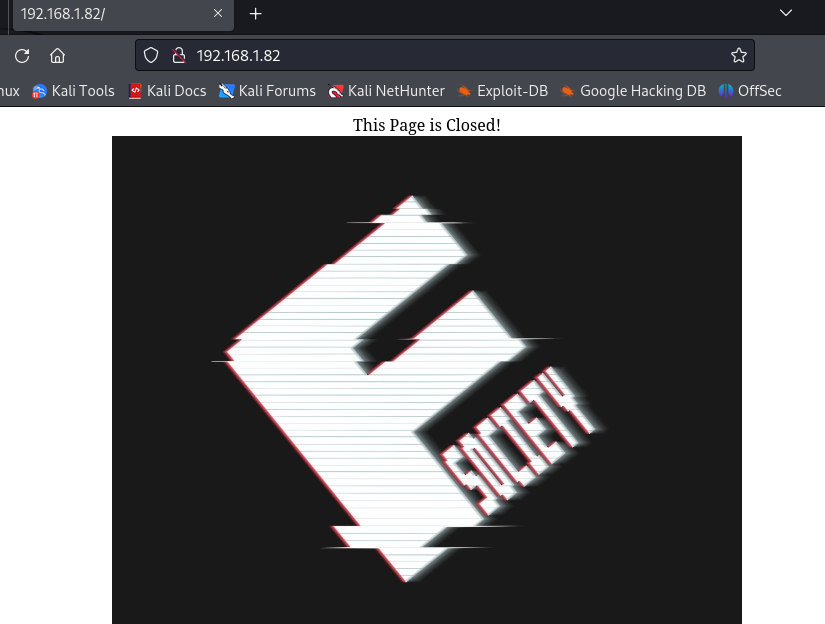 192.168.1.82/
192.168.1.82
Kali Tools Kali Docs Kali Forums Kali NetHunter Exploit-DB Google Hacking DB OffSec
This Page is Closed!
SOCIETY